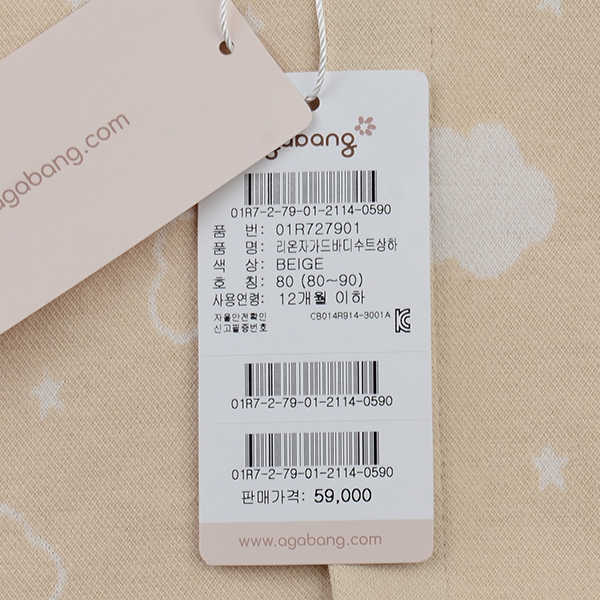 agabang.com
agabang
01R7-2-79-01-2114-0590
품 번: 01R727901
품 명: 리온자가드바디수트상하
색 상: BEIGE
호 칭: 80 (80~90)
사용연령: 12개월 이하
자율안전확인
신고필증번호 CB014R914-3001A
01R7-2-79-01-2114-0590
01R7-2-79-01-2114-0590
판매가격: 59,000
www.agabang.com